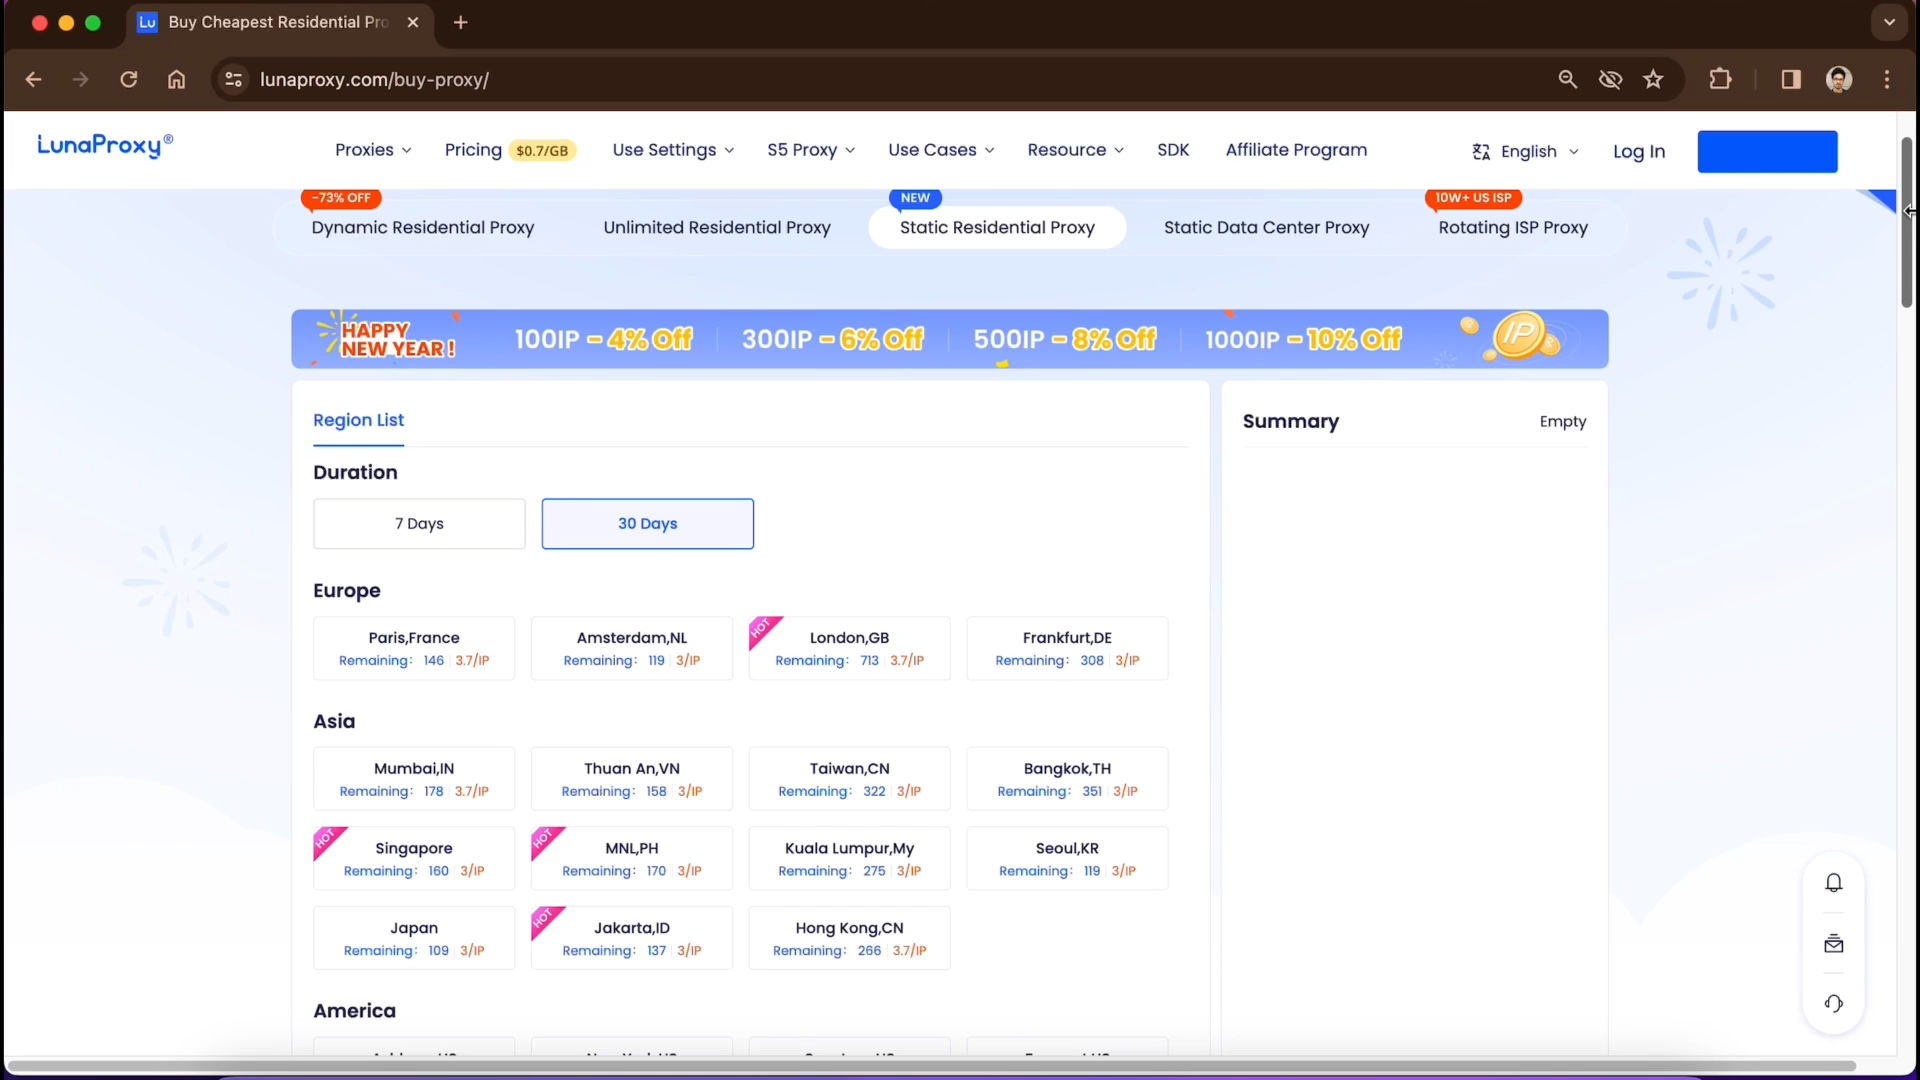 Lu Buy Cheapest Residential Pro
lunaproxy.com/buy-proxy/
LunaProxy®
Proxies
Pricing $0.7/GB
Use Settings
S5 Proxy
Use Cases
Resource
SDK
Affiliate Program
English
Log In
-73% OFF
NEW
10W+ US ISP
Dynamic Residential Proxy
Unlimited Residential Proxy
Static Residential Proxy
Static Data Center Proxy
Rotating ISP Proxy
HAPPY
NEW YEAR !
100IP - 4% Off
300IP - 6% Off
500IP - 8% Off
1000IP - 10% Off
IP
Region List
Summary
Empty
Duration
7 Days
30 Days
Europe
Paris,France
Remaining: 146 3.7/IP
Amsterdam,NL
Remaining: 119 3/IP
HOT
London,GB
Remaining: 713 3.7/IP
Frankfurt,DE
Remaining: 308 3/IP
Asia
Mumbai,IN
Remaining: 178 3.7/IP
Thuan An,VN
Remaining: 158 3/IP
Taiwan,CN
Remaining: 322 3/IP
Bangkok,TH
Remaining: 351 3/IP
HOT
Singapore
Remaining: 160 3/IP
HOT
MNL,PH
Remaining: 170 3/IP
Kuala Lumpur,My
Remaining: 275 3/IP
Seoul,KR
Remaining: 119 3/IP
Japan
Remaining: 109 3/IP
HOT
Jakarta,ID
Remaining: 137 3/IP
Hong Kong,CN
Remaining: 266 3.7/IP
America